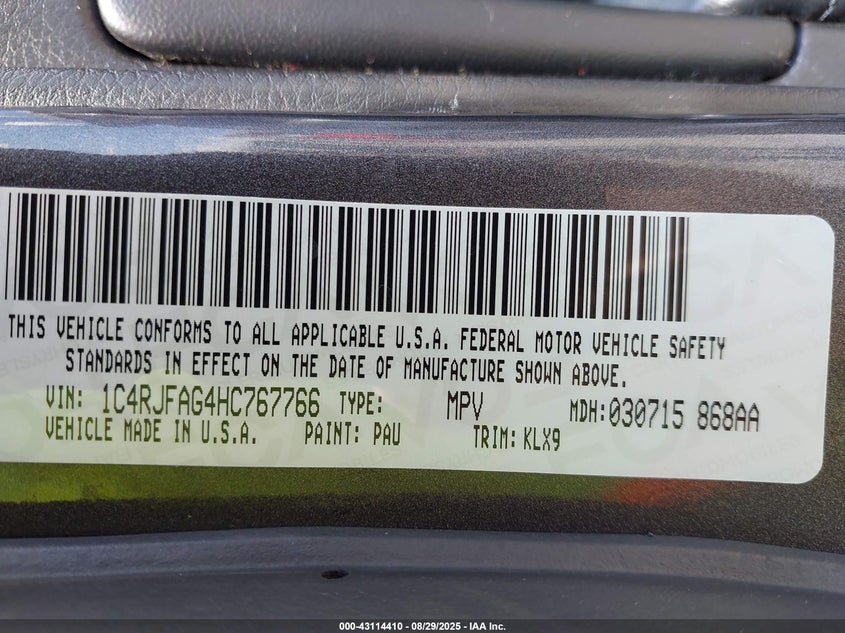 THIS VEHICLE CONFORMS TO ALL APPLICABLE U.S.A. FEDERAL MOTOR VEHICLE SAFETY
STANDARDS IN EFFECT ON THE DATE OF MANUFACTURE SHOWN ABOVE.
VIN: 1C4RJFAG4HC767766 TYPE: MPV MDH: 030715 868AA
VEHICLE MADE IN U.S.A. PAINT: PAU TRIM: KLX9
000-43114410 - 08/29/2025 - IAA Inc.